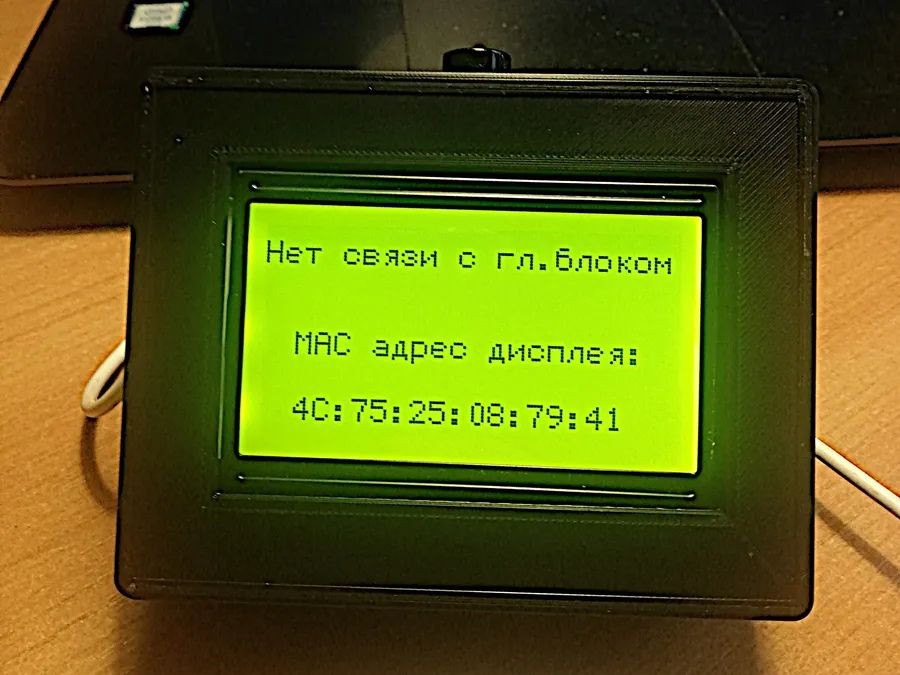 Нет связи с гл.блоком
MAC адрес дисплея:
4C:75:25:08:79:41